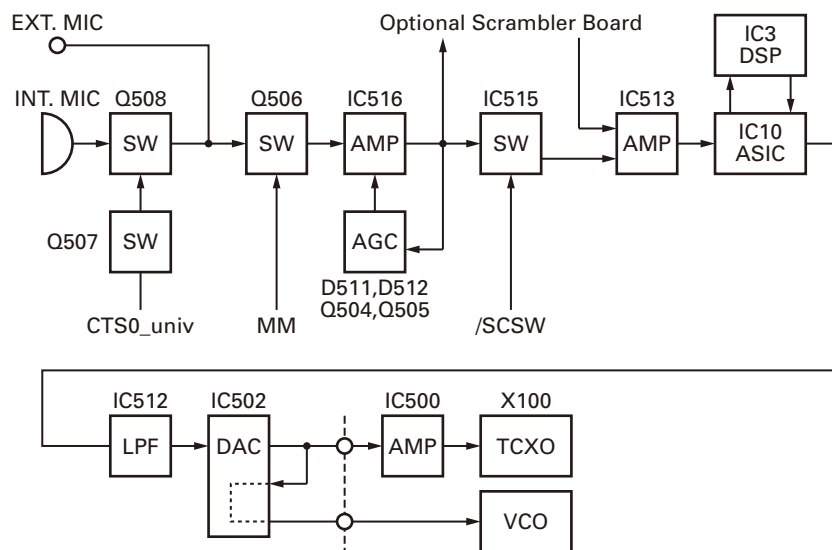 EXT. MIC
Optional Scrambler Board
IC3
DSP
INT. MIC
Q508
Q506
IC516
IC515
IC513
SW
SW
AMP
SW
AMP
IC10
ASIC
Q507
SW
AGC
D511,D512
Q504,Q505
CTS0_univ
MM
/SCSW
IC512
IC502
IC500
X100
LPF
DAC
AMP
TCXO
VCO